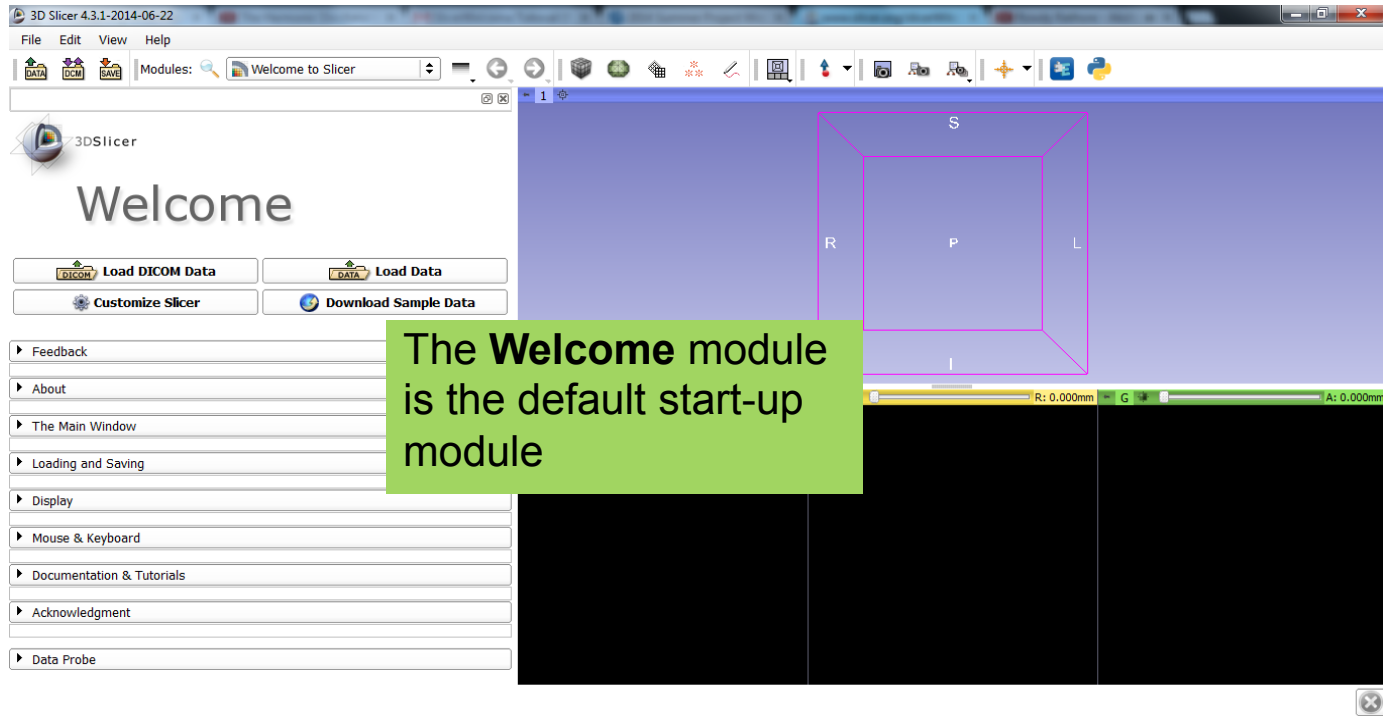 3D Slicer 4.3.1-2014-06-22
File Edit View Help
DATA DCM SAVE Modules: Welcome to Slicer
1
3DSlicer
Welcome
DICOM Load DICOM Data DATA Load Data
Customize Slicer Download Sample Data
Feedback
About
The Main Window
Loading and Saving
Display
Mouse & Keyboard
Documentation & Tutorials
Acknowledgment
Data Probe
S
R P L
I
The Welcome module
is the default start-up
module
R: 0.000mm G A: 0.000mm